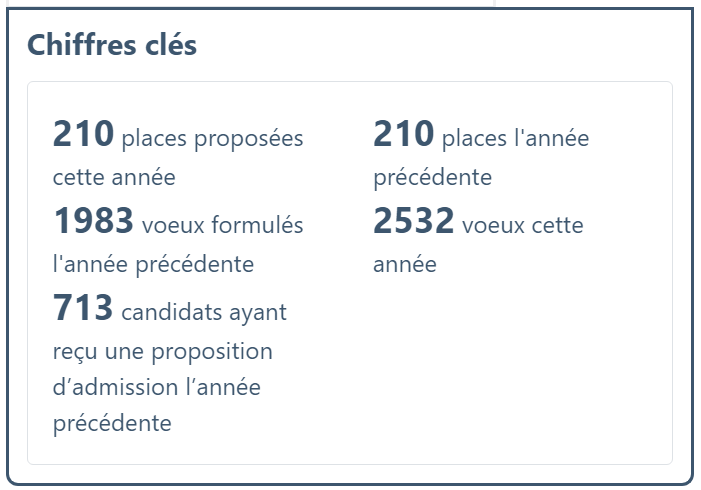 Chiffres clés
210 places proposées
cette année
210 places l'année
précédente
1983 voeux formulés
l'année précédente
2532 voeux cette
année
713 candidats ayant
reçu une proposition
d’admission l’année
précédente